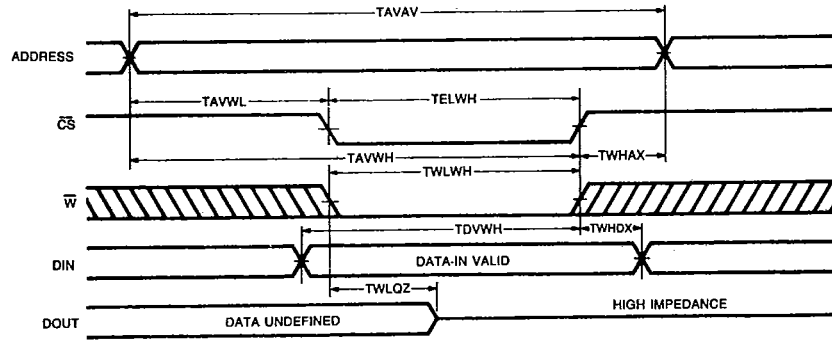 TAVAV
ADDRESS
TAVWL
TELWH
CS
TAVWH
TWHAX
TWLWH
W
TDVWH
TWHDX
DIN
DATA-IN VALID
TWLQZ
DOUT
DATA UNDEFINED
HIGH IMPEDANCE